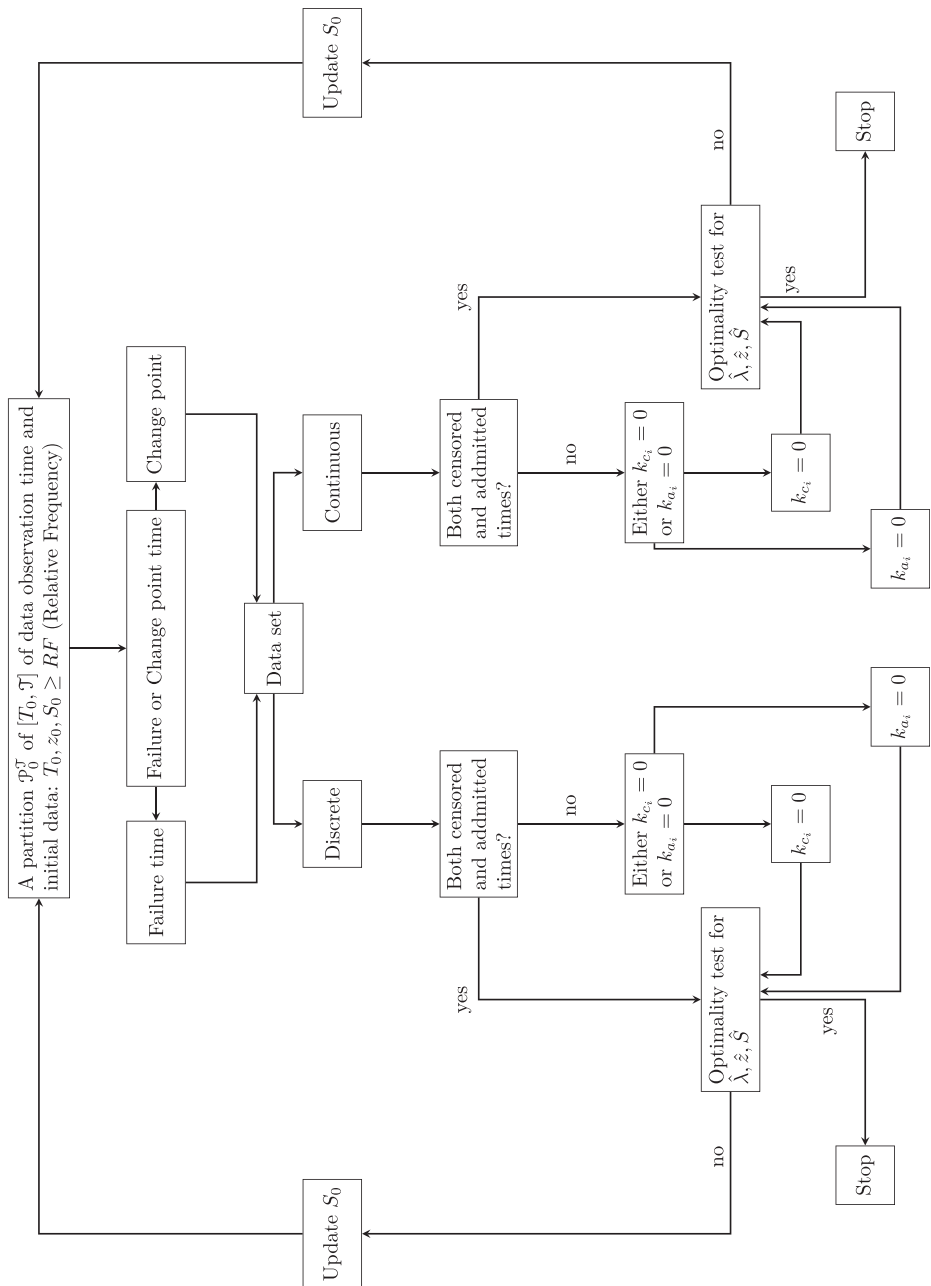 A partition $\mathcal{P}_0^{\mathcal{T}}$ of $[T_0, \mathcal{T}]$ of data observation time and
initial data: $T_0, z_0, S_0 \geq RF$ (Relative Frequency)
Failure time
Failure or Change point time
Change point
Data set
Update $S_0$
Discrete
Continuous
Update $S_0$
yes
Both censored
and addmitted
times?
Both censored
and addmitted
times?
yes
no
no
Either $k_{c_i} = 0$
or $k_{a_i} = 0$
Either $k_{c_i} = 0$
or $k_{a_i} = 0$
no
Optimality test for
$\hat{\lambda}, \hat{z}, \hat{S}$
Optimality test for
$\hat{\lambda}, \hat{z}, \hat{S}$
no
yes
$k_{c_i} = 0$
$k_{c_i} = 0$
yes
Stop
$k_{a_i} = 0$
$k_{a_i} = 0$
Stop